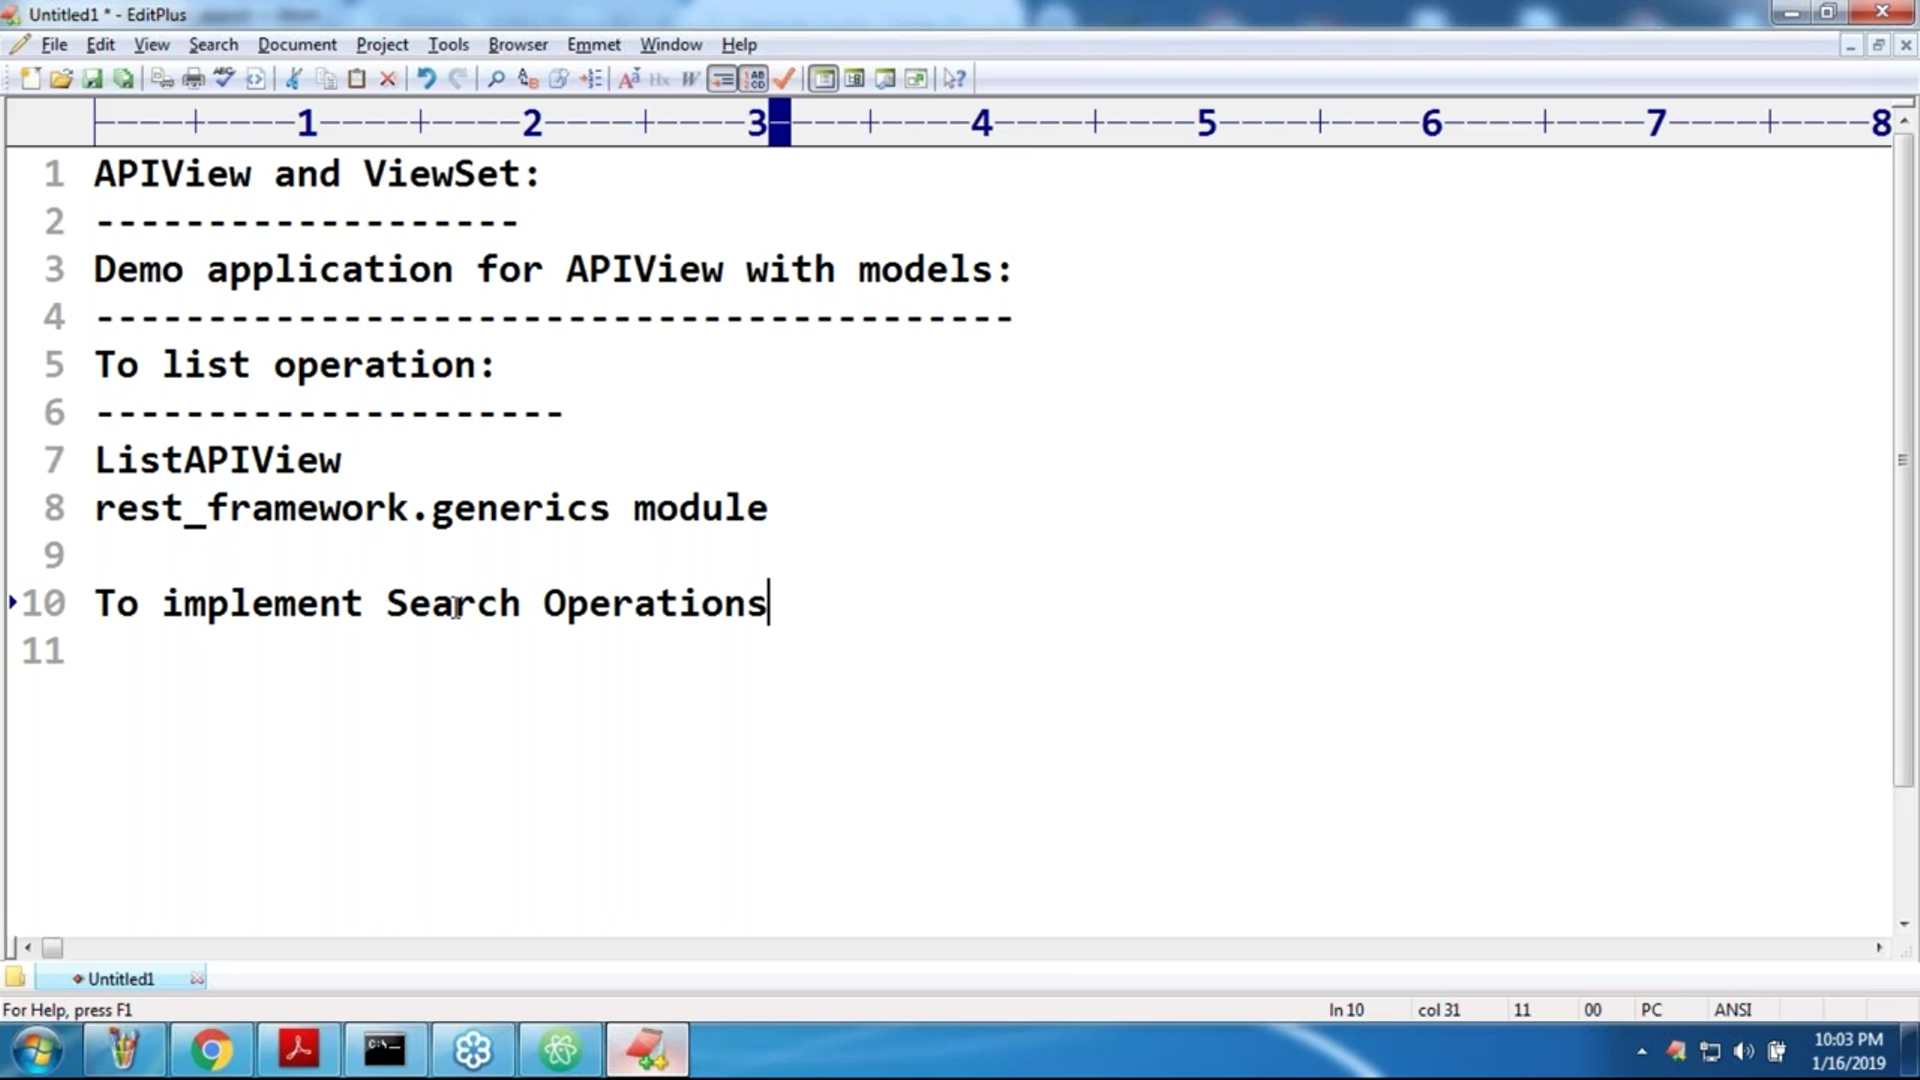 Untitled1 * - EditPlus
File Edit View Search Document Project Tools Browser Emmet Window Help
1 2 3 4 5 6 7 8
1 APIView and ViewSet:
2 -------------------
3 Demo application for APIView with models:
4 -----------------------------------------
5 To list operation:
6 ---------------------
7 ListAPIView
8 rest_framework.generics module
9
10 To implement Search Operations
11
Untitled1
For Help, press F1 ln 10 col 31 11 00 PC ANSI
10:03 PM
1/16/2019